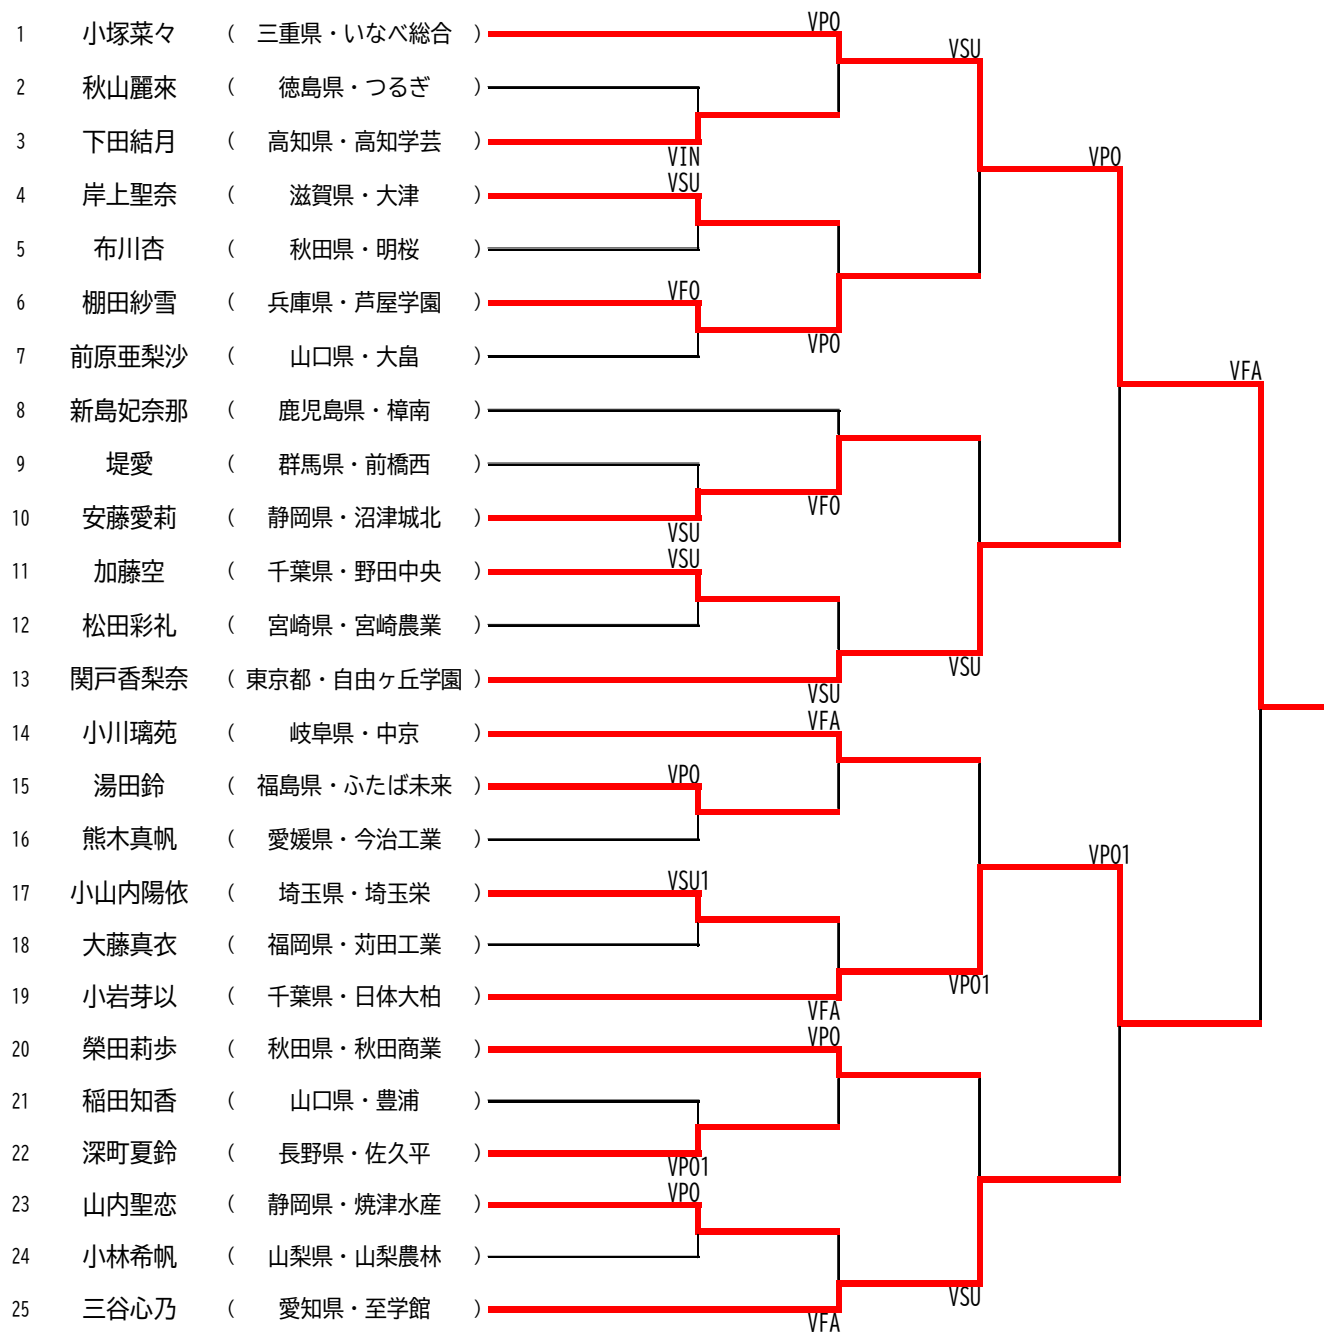 VPO
1 小塚菜々 ( 三重県・いなべ総合 )
VSU
2 秋山麗來 ( 徳島県・つるぎ )
3 下田結月 ( 高知県・高知学芸 )
VIN
VPO
VSU
4 岸上聖奈 ( 滋賀県・大津 )
5 布川杏 ( 秋田県・明桜 )
VFO
6 棚田紗雪 ( 兵庫県・芦屋学園 )
VPO
7 前原亜梨沙 ( 山口県・大畠 )
VFA
8 新島妃奈那 ( 鹿児島県・樟南 )
9 堤愛 ( 群馬県・前橋西 )
VFO
10 安藤愛莉 ( 静岡県・沼津城北 )
VSU
VSU
11 加藤空 ( 千葉県・野田中央 )
12 松田彩礼 ( 宮崎県・宮崎農業 )
VSU
13 関戸香梨奈 ( 東京都・自由ヶ丘学園 )
VSU
VFA
14 小川璃苑 ( 岐阜県・中京 )
VPO
15 湯田鈴 ( 福島県・ふたば未来 )
16 熊木真帆 ( 愛媛県・今治工業 )
VPO1
VSU1
17 小山内陽依 ( 埼玉県・埼玉栄 )
18 大藤真衣 ( 福岡県・苅田工業 )
VPO1
19 小岩芽以 ( 千葉県・日体大柏 )
VFA
VPO
20 榮田莉歩 ( 秋田県・秋田商業 )
21 稲田知香 ( 山口県・豊浦 )
22 深町夏鈴 ( 長野県・佐久平 )
VPO1
VPO
23 山内聖恋 ( 静岡県・焼津水産 )
24 小林希帆 ( 山梨県・山梨農林 )
VSU
25 三谷心乃 ( 愛知県・至学館 )
VFA